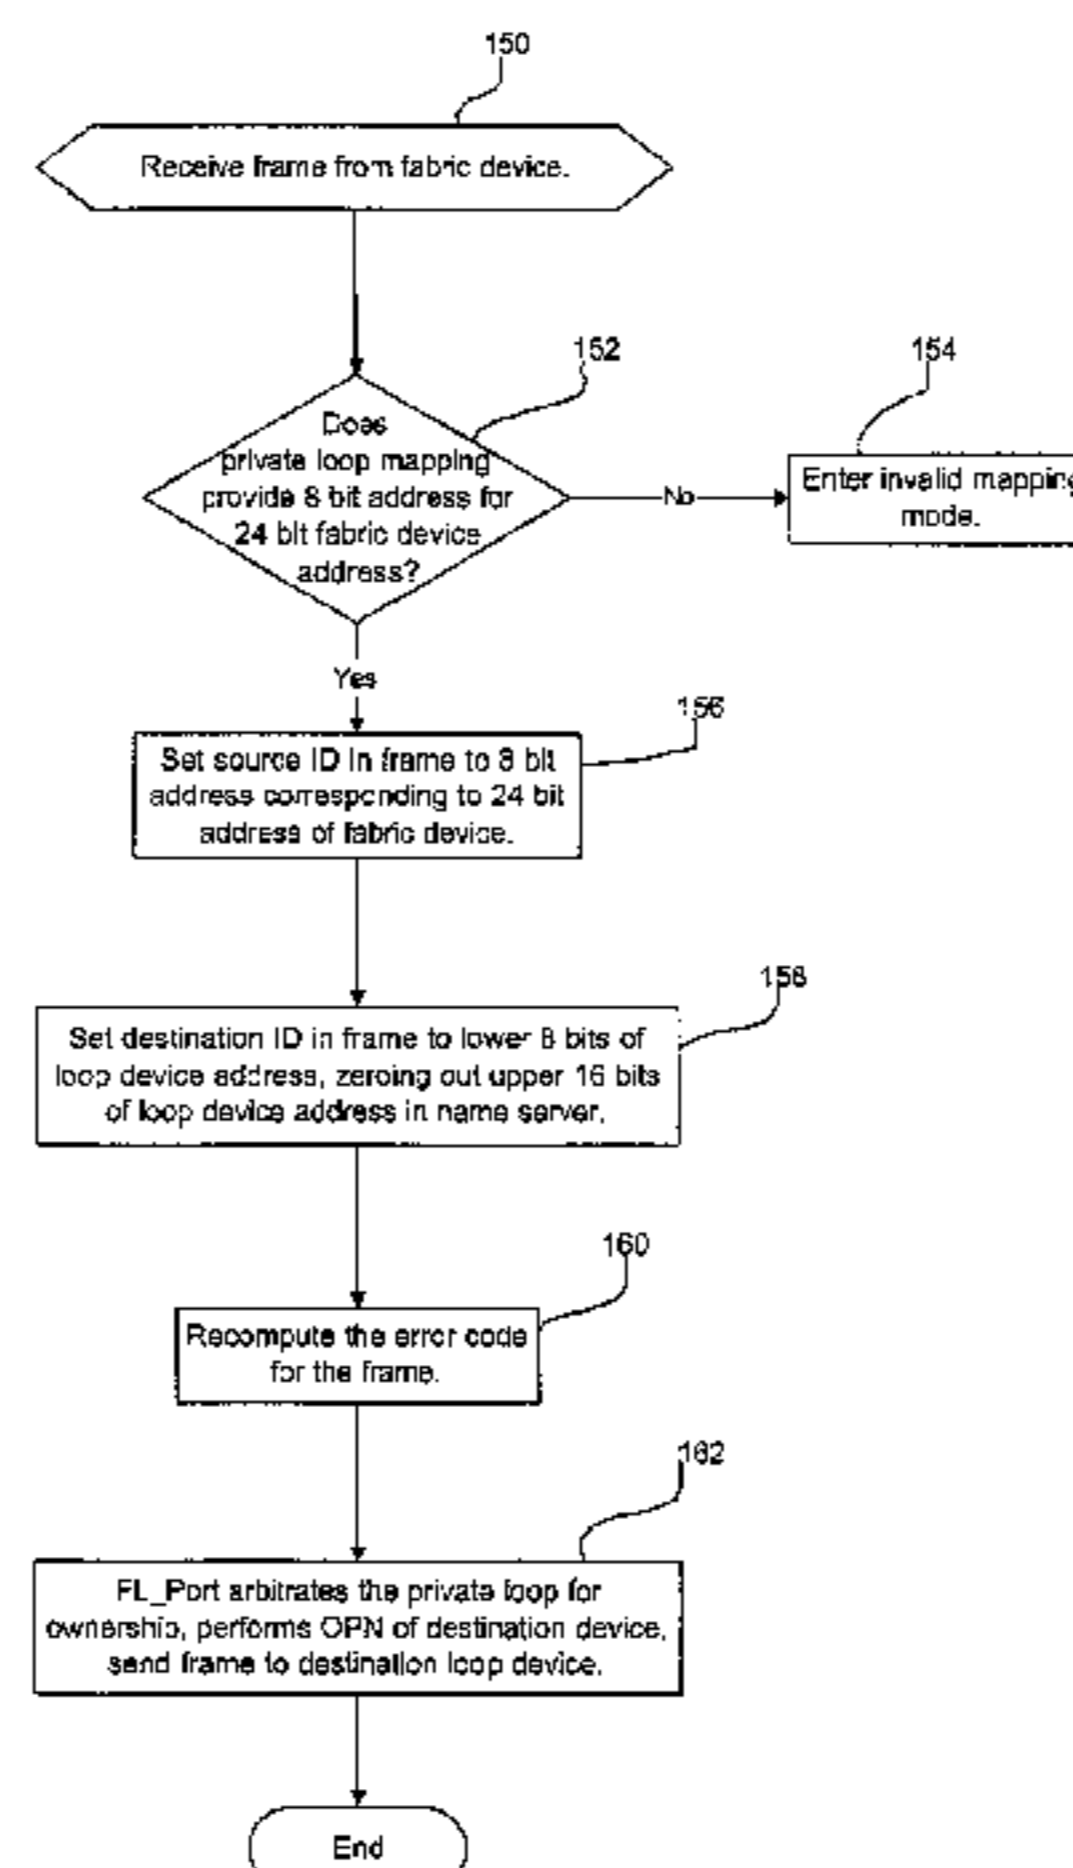 150
Receive frame from fabric device.
152
154
Does
private loop mapping
provide 8 bit address for
24 bit fabric device
address?
No
Enter invalid mapping
mode.
Yes
156
Set source ID in frame to 8 bit
address corresponding to 24 bit
address of fabric device.
158
Set destination ID in frame to lower 8 bits of
loop device address, zeroing out upper 16 bits
of loop device address in name server.
160
Recompute the error code
for the frame.
162
FL_Port arbitrates the private loop for
ownership, performs OPN of destination device,
send frame to destination loop device.
End